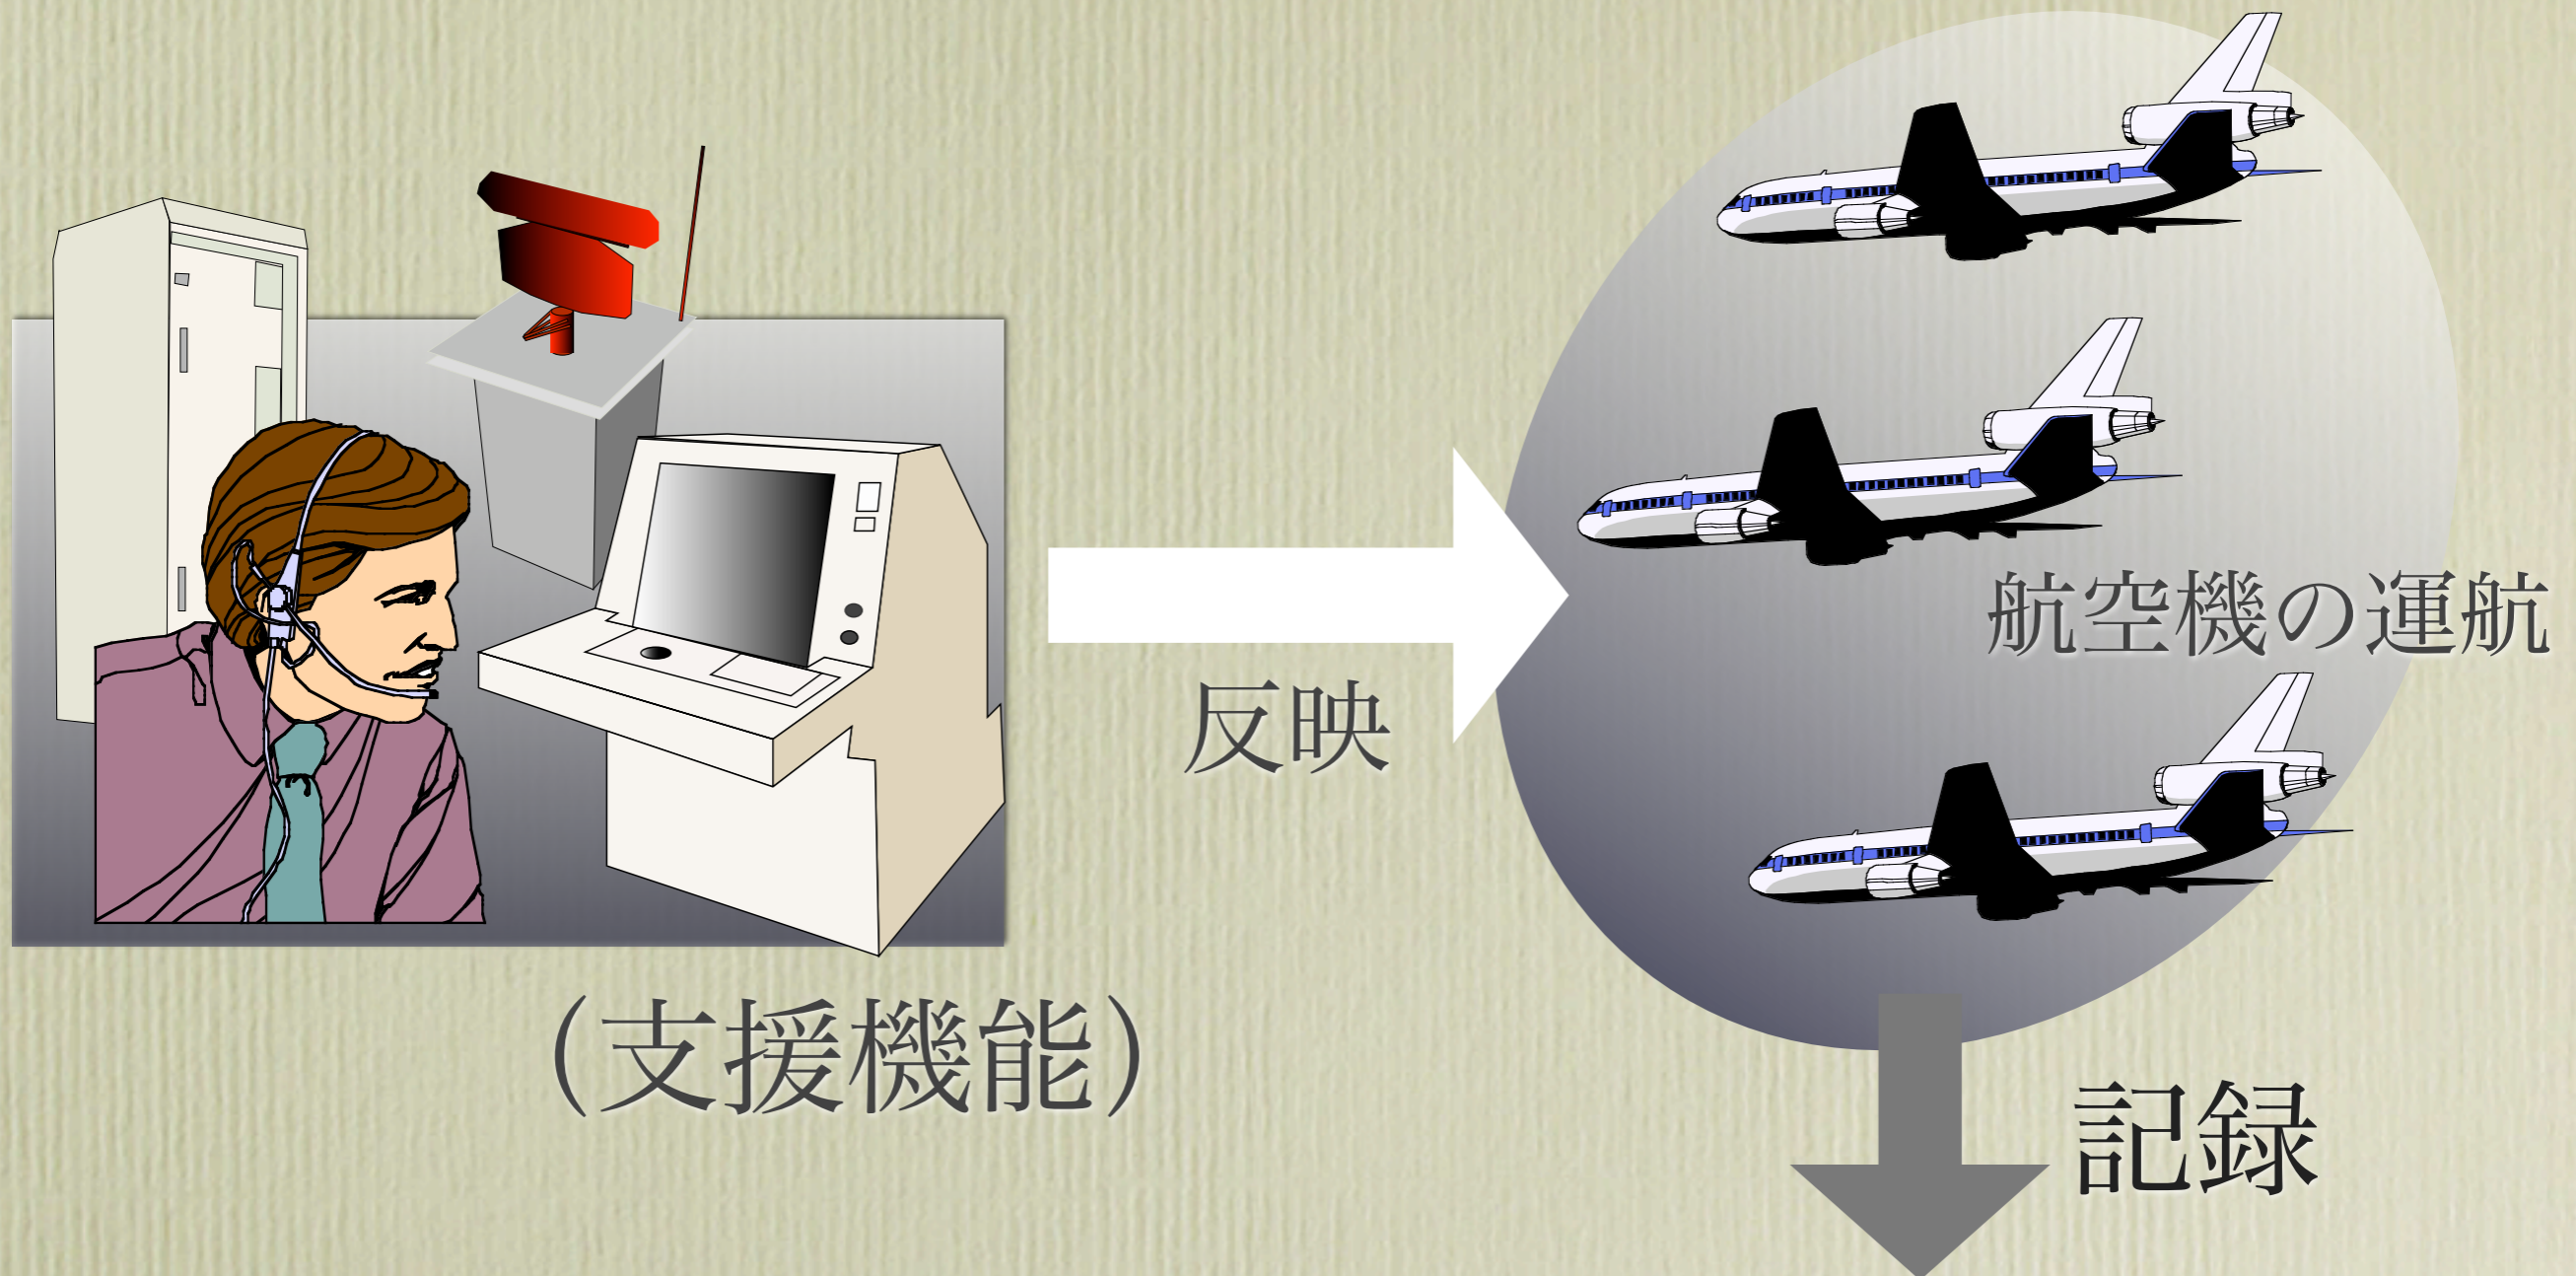 航空機の運航
反映
（支援機能）
記録